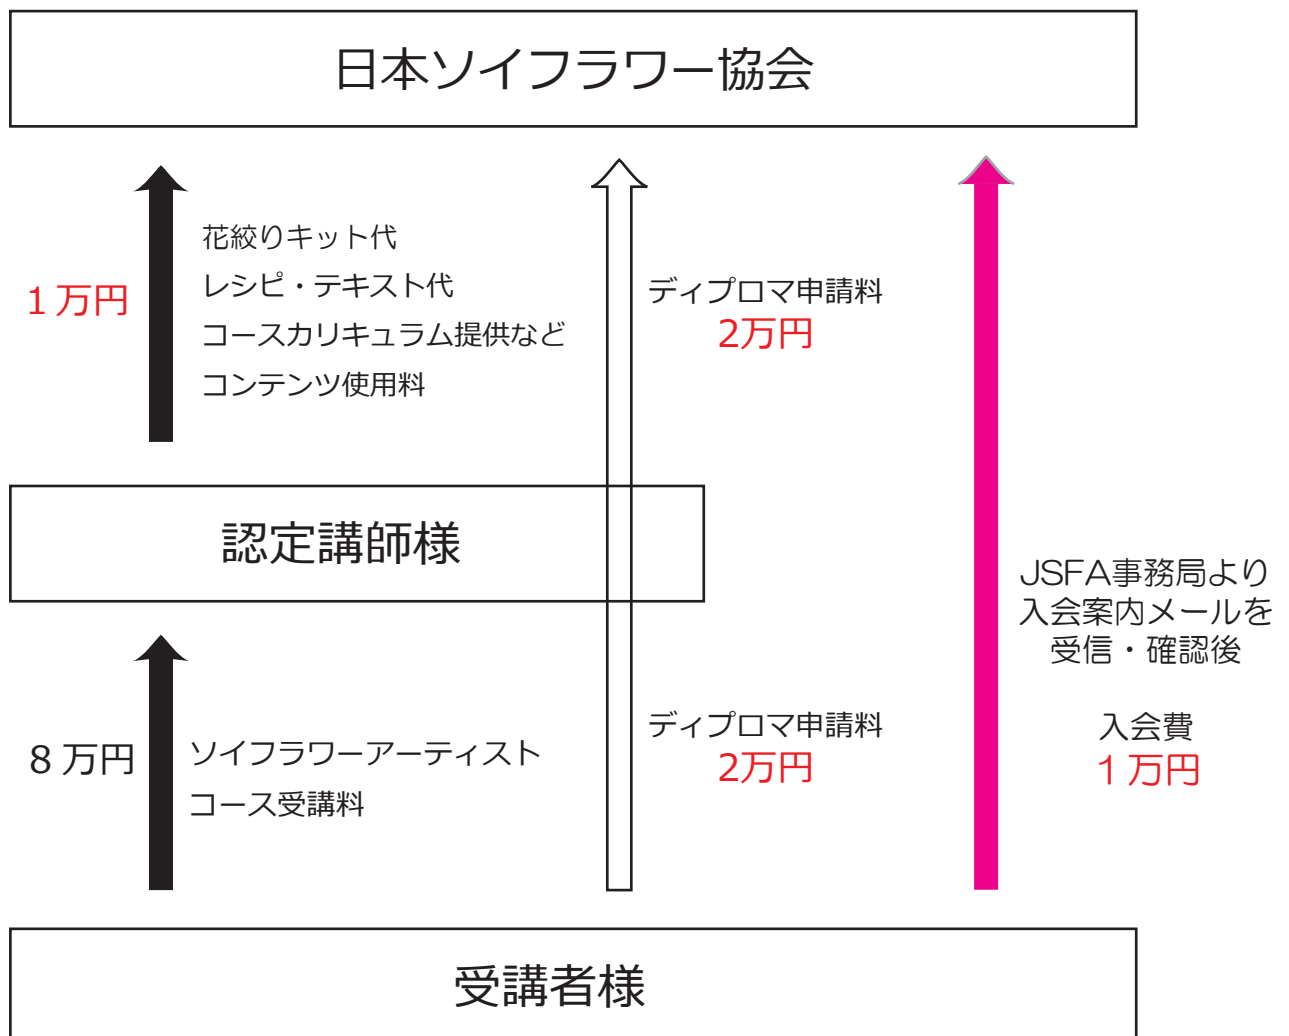 日本ソイフラワー協会
1万円
花絞りキット代
レシピ・テキスト代
コースカリキュラム提供など
コンテンツ使用料
ディプロマ申請料
2万円
認定講師様
JSFA事務局より
入会案内メールを
受信・確認後
入会費
1万円
8万円
ソイフラワーアーティスト
コース受講料
ディプロマ申請料
2万円
受講者様